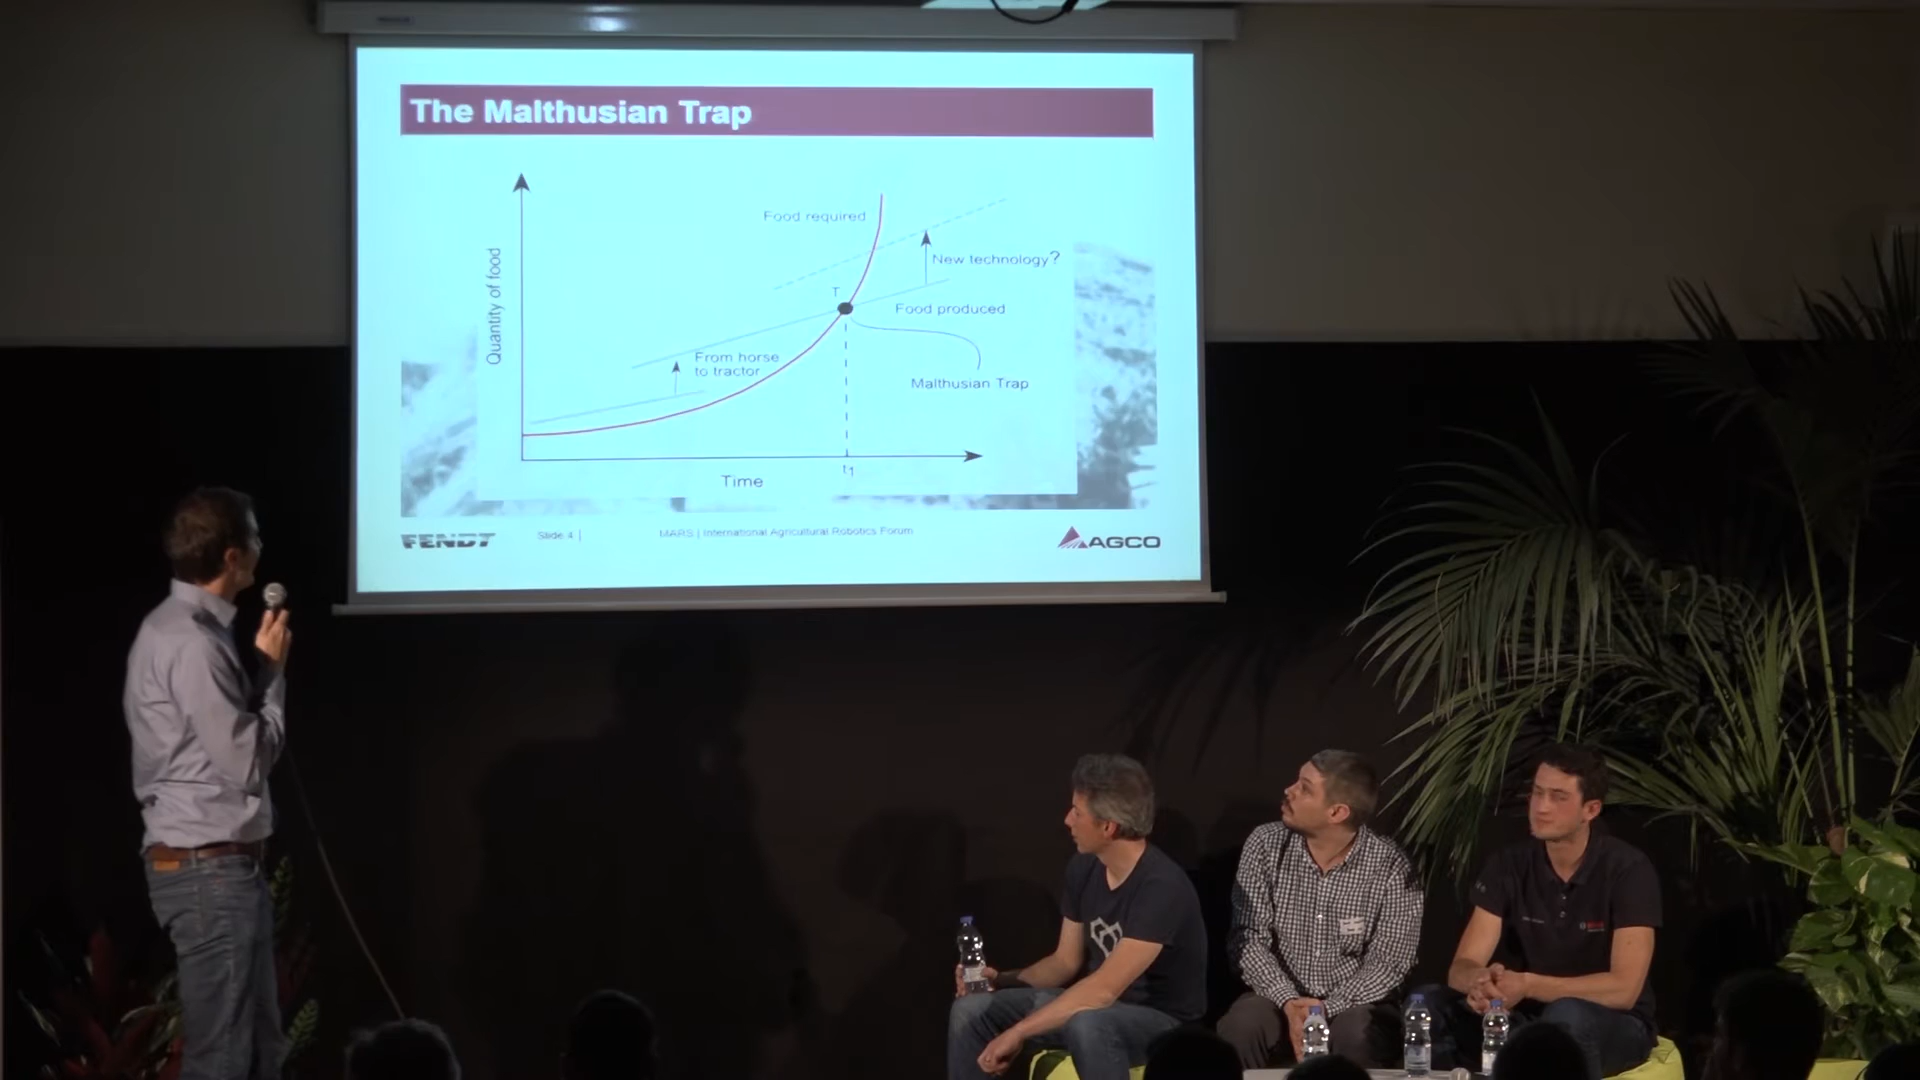 The Malthusian Trap
Quantity of food
Food required
New technology?
T
Food produced
From horse
to tractor
Malthusian Trap
t1
Time
FENDT
Slide 4 |
MARS | International Agricultural Robotics Forum
AGCO